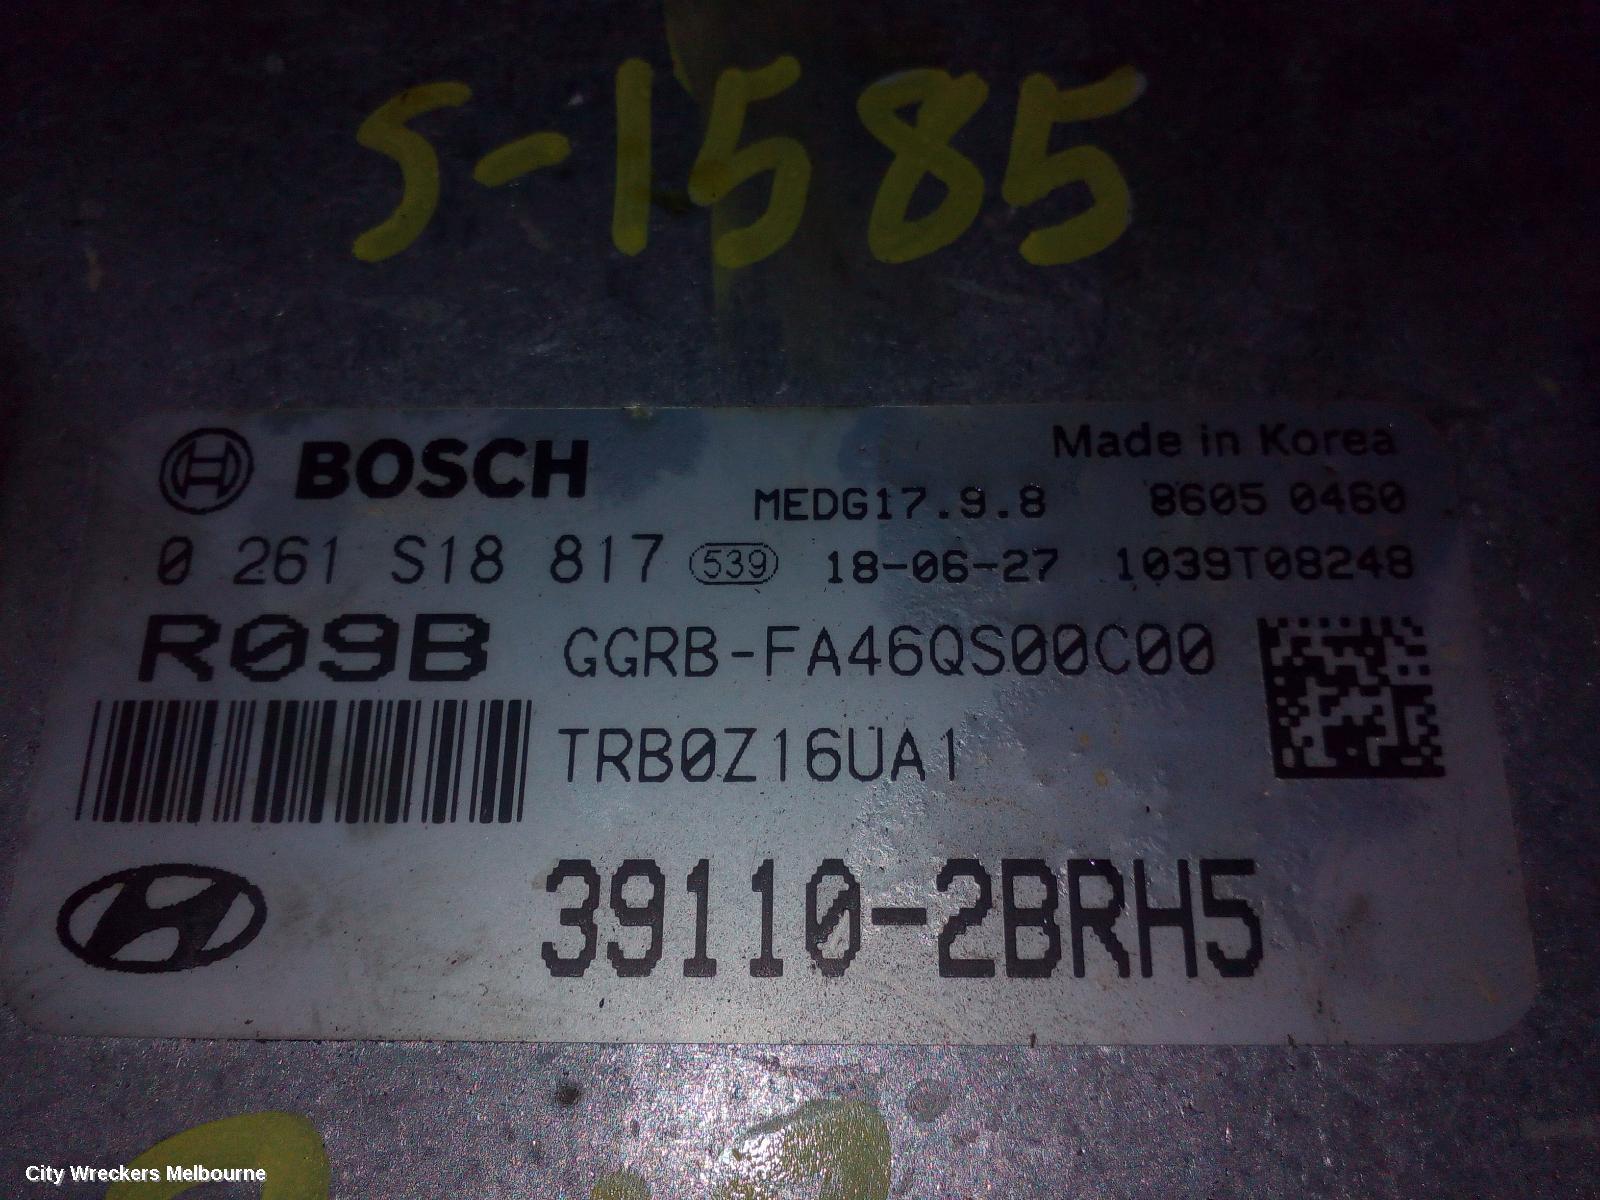 S-1585
BOSCH
Made in Korea
MEDG17.9.8 8605 0460
0 261 S18 817 539 18-06-27 1039T08248
R09B GGRB-FA46QS00C00
TRB0Z16UA1
39110-2BRH5
City Wreckers Melbourne